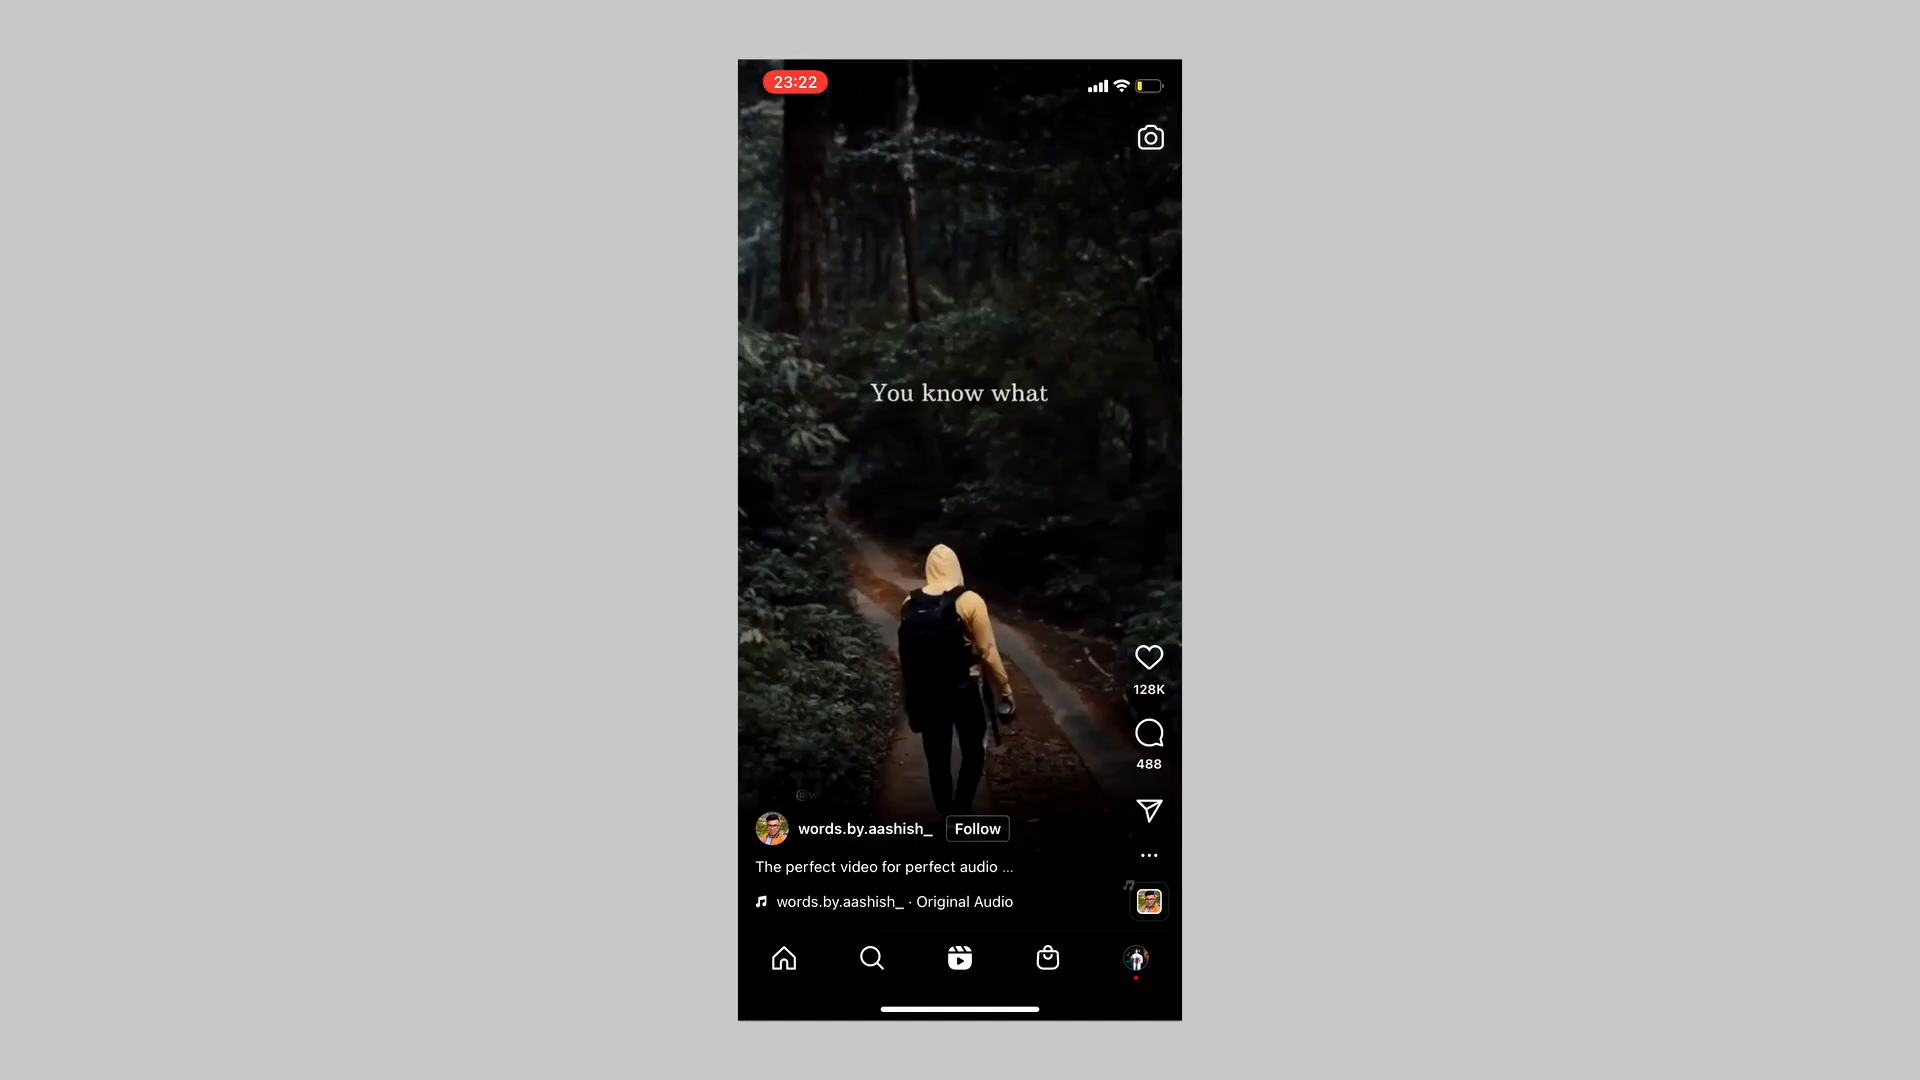 23:22
You know what
128K
488
@w
words.by.aashish_ Follow
The perfect video for perfect audio ...
words.by.aashish_ · Original Audio